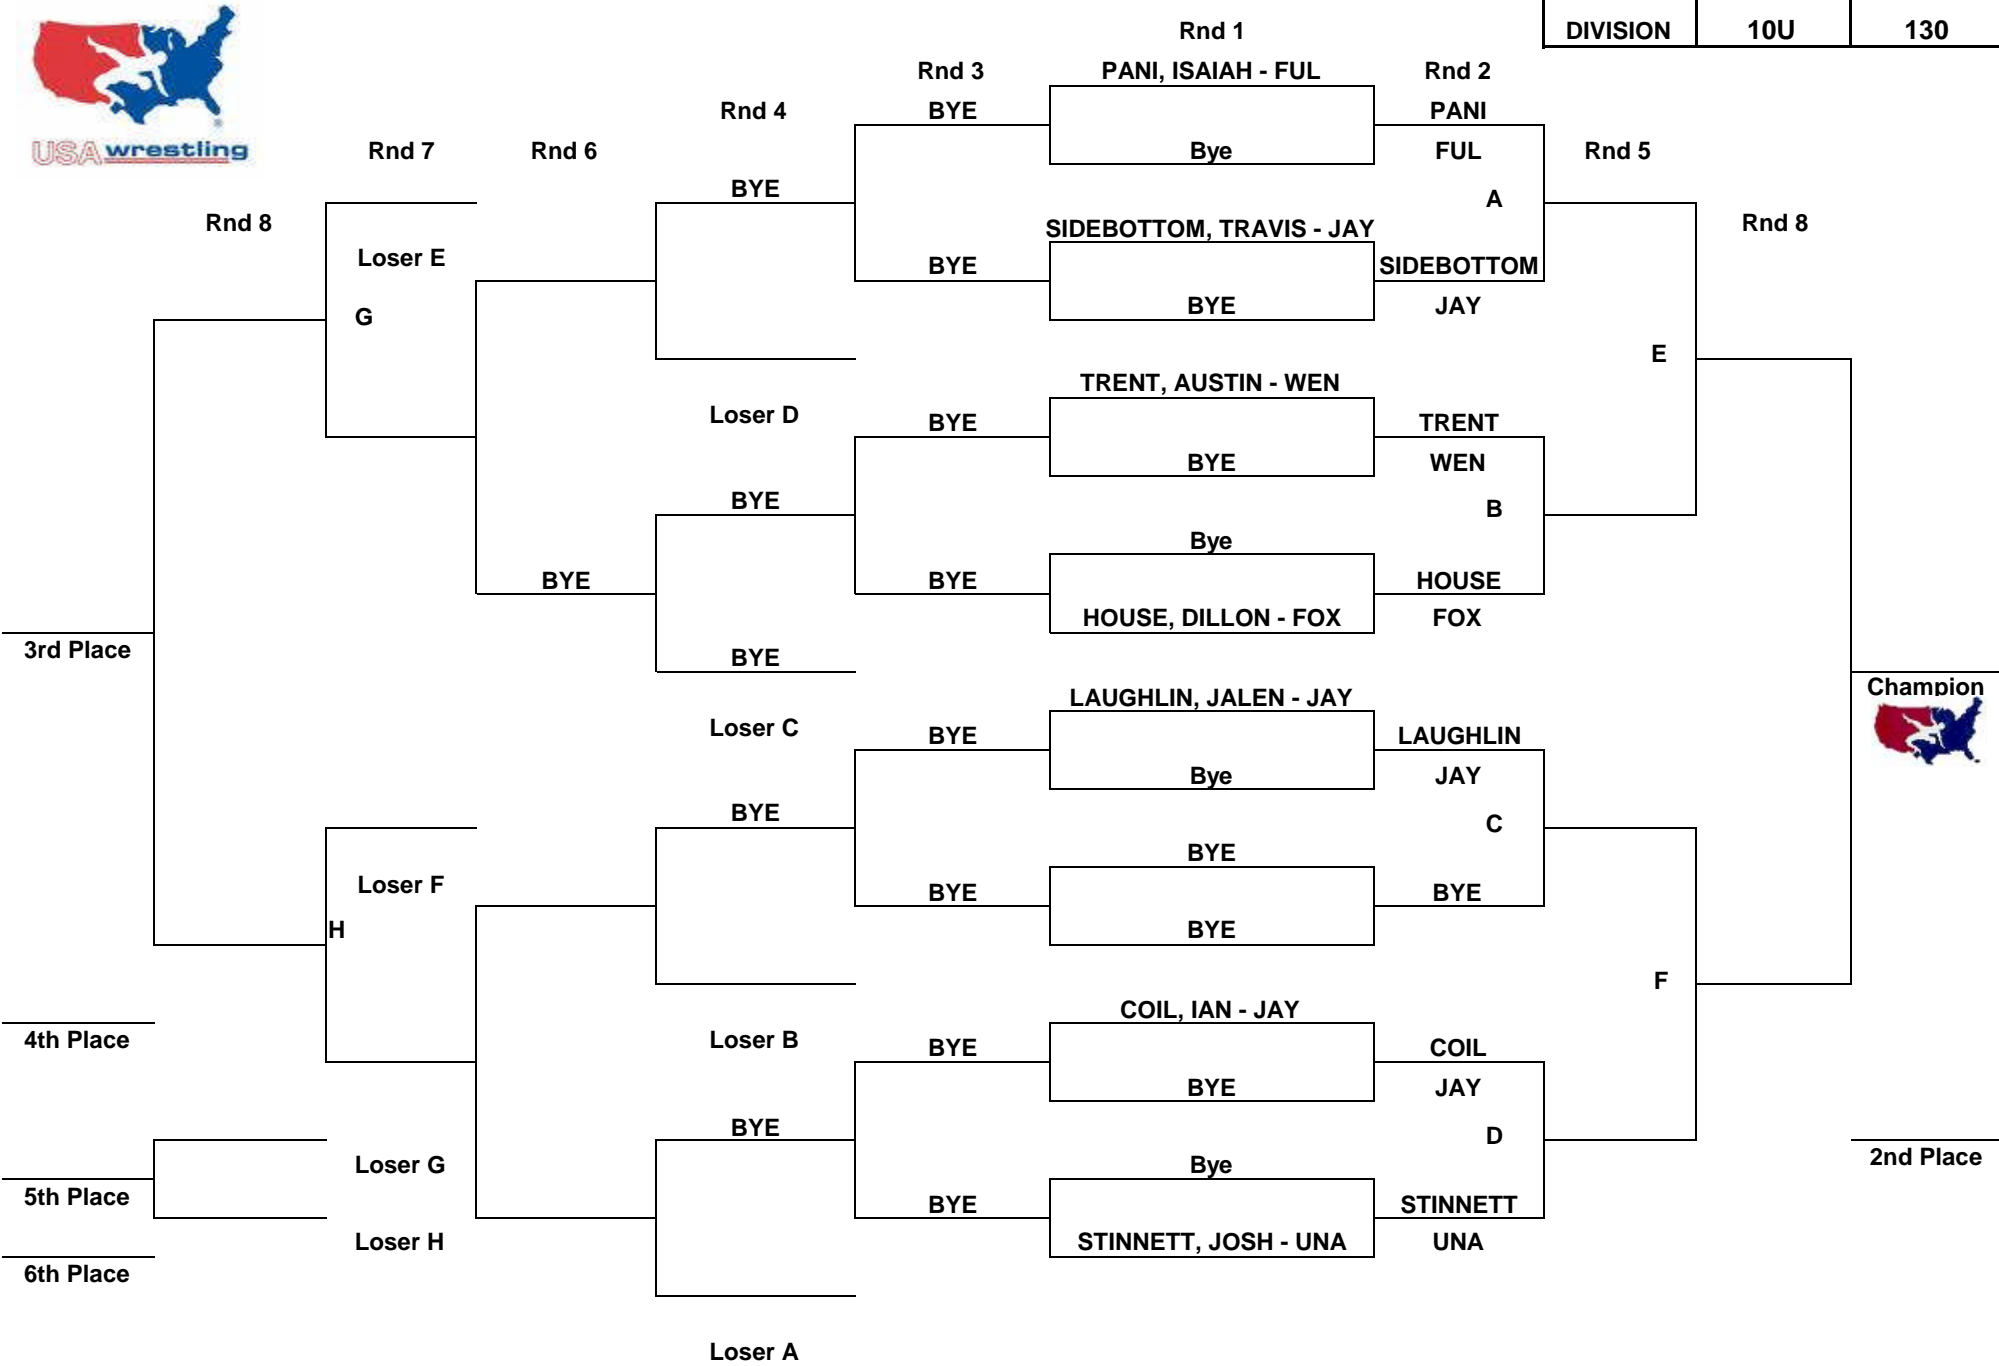 Rnd 1
DIVISION 10U 130
Rnd 3 PANI, ISAIAH - FUL Rnd 2
Rnd 4 BYE PANI
USA wrestling Rnd 7 Rnd 6 Bye FUL Rnd 5
BYE
A
Rnd 8 SIDEBOTTOM, TRAVIS - JAY Rnd 8
Loser E BYE SIDEBOTTOM
G BYE JAY
E
TRENT, AUSTIN - WEN
Loser D BYE TRENT
BYE WEN
BYE B
Bye
BYE BYE HOUSE
HOUSE, DILLON - FOX FOX
3rd Place BYE
LAUGHLIN, JALEN - JAY Champion
Loser C BYE LAUGHLIN
Bye JAY
BYE C
BYE
Loser F BYE BYE
H BYE
F
COIL, IAN - JAY
4th Place Loser B BYE COIL
BYE JAY
BYE D
Loser G Bye 2nd Place
5th Place BYE STINNETT
Loser H STINNETT, JOSH - UNA UNA
6th Place
Loser A